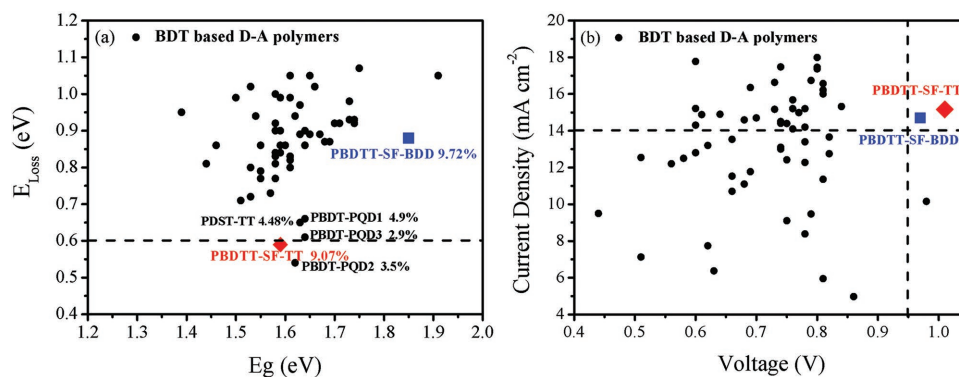 (a)
BDT based D-A polymers
PBDTT-SF-BDD 9.72%
PDST-TT 4.48%
PBDT-PQD1 4.9%
PBDT-PQD3 2.9%
PBDTT-SF-TT 9.07%
PBDT-PQD2 3.5%
E_Loss (eV)
1.2
1.1
1.0
0.9
0.8
0.7
0.6
0.5
0.4
1.2 1.3 1.4 1.5 1.6 1.7 1.8 1.9 2.0
Eg (eV)
(b)
BDT based D-A polymers
PBDTT-SF-TT
PBDTT-SF-BDD
Current Density (mA cm⁻²)
20
18
16
14
12
10
8
6
4
0.4 0.5 0.6 0.7 0.8 0.9 1.0
Voltage (V)